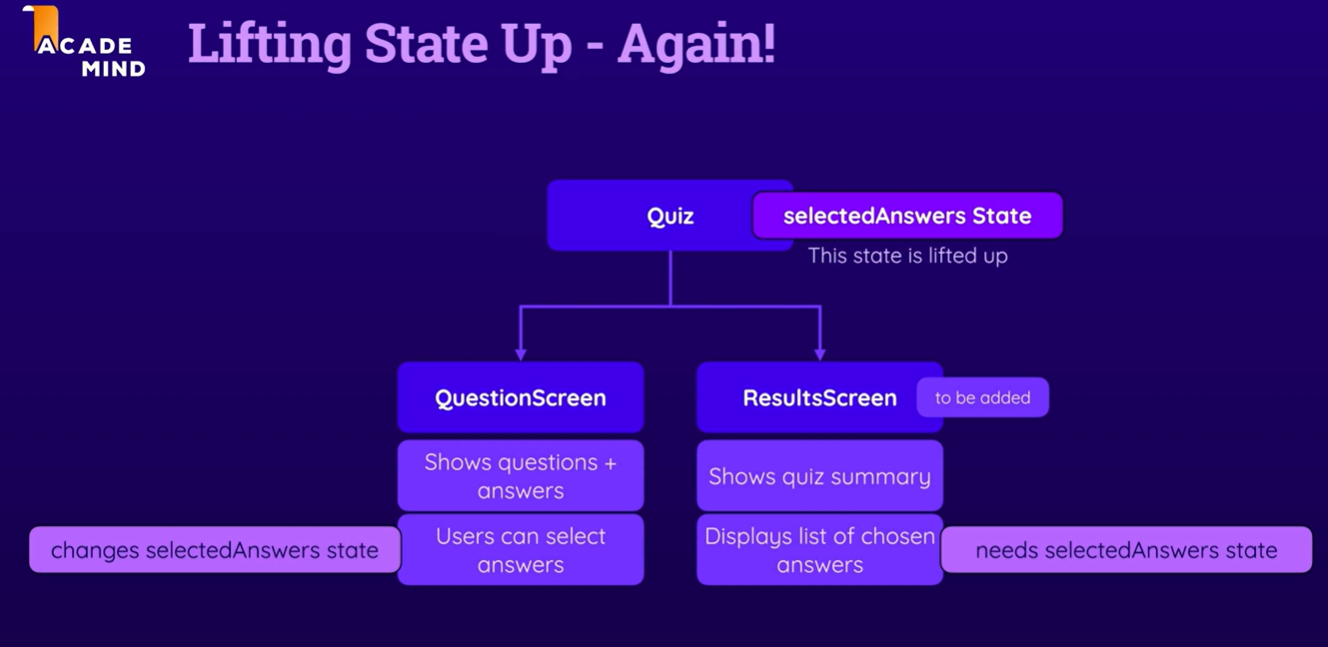 ACADE
MIND
Lifting State Up - Again!
Quiz
selectedAnswers State
This state is lifted up
QuestionScreen
ResultsScreen
to be added
Shows questions +
answers
Shows quiz summary
changes selectedAnswers state
Users can select
answers
Displays list of chosen
answers
needs selectedAnswers state